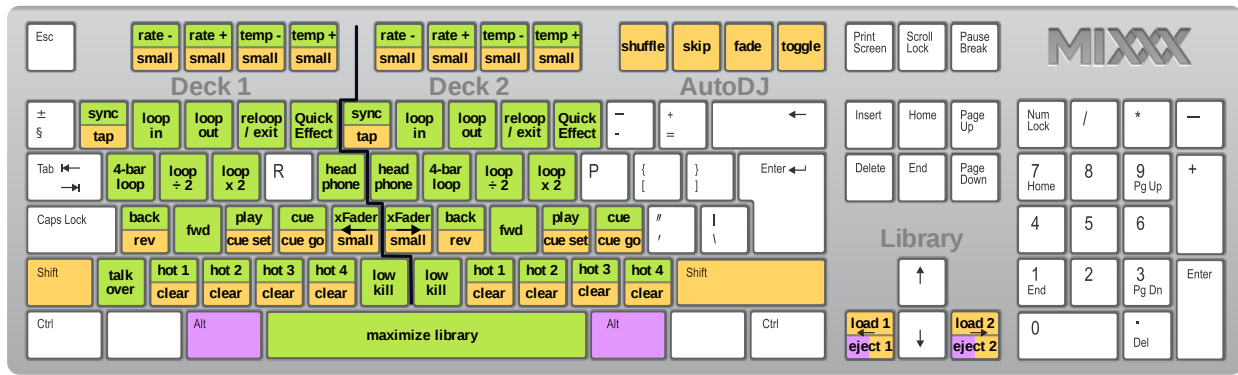 Esc
rate - rate + temp - temp +
small small small small
rate - rate + temp - temp +
small small small small
shuffle skip fade toggle
Print Screen
Scroll Lock
Pause Break
MIXXX
Deck 1
Deck 2
AutoDJ
± §
sync
tap
loop in
loop out
reloop / exit
Quick Effect
sync
tap
loop in
loop out
reloop / exit
Quick Effect
— -
+ =
←
Insert
Home
Page Up
Num Lock
/
*
—
Tab
4-bar loop
loop ÷ 2
loop x 2
R
head phone
head phone
4-bar loop
loop ÷ 2
loop x 2
P
{ [
} ]
Enter
Delete
End
Page Down
7 Home
8
9 Pg Up
+
Caps Lock
back
rev
fwd
play
cue set
cue
cue go
xFader
small
xFader
small
back
rev
fwd
play
cue set
cue
cue go
" '
| \
Library
4
5
6
Shift
talk over
hot 1
clear
hot 2
clear
hot 3
clear
hot 4
clear
low kill
low kill
hot 1
clear
hot 2
clear
hot 3
clear
hot 4
clear
Shift
↑
1 End
2
3 Pg Dn
Enter
Ctrl
Alt
maximize library
Alt
Ctrl
load 1
eject 1
↓
load 2
eject 2
0
. Del